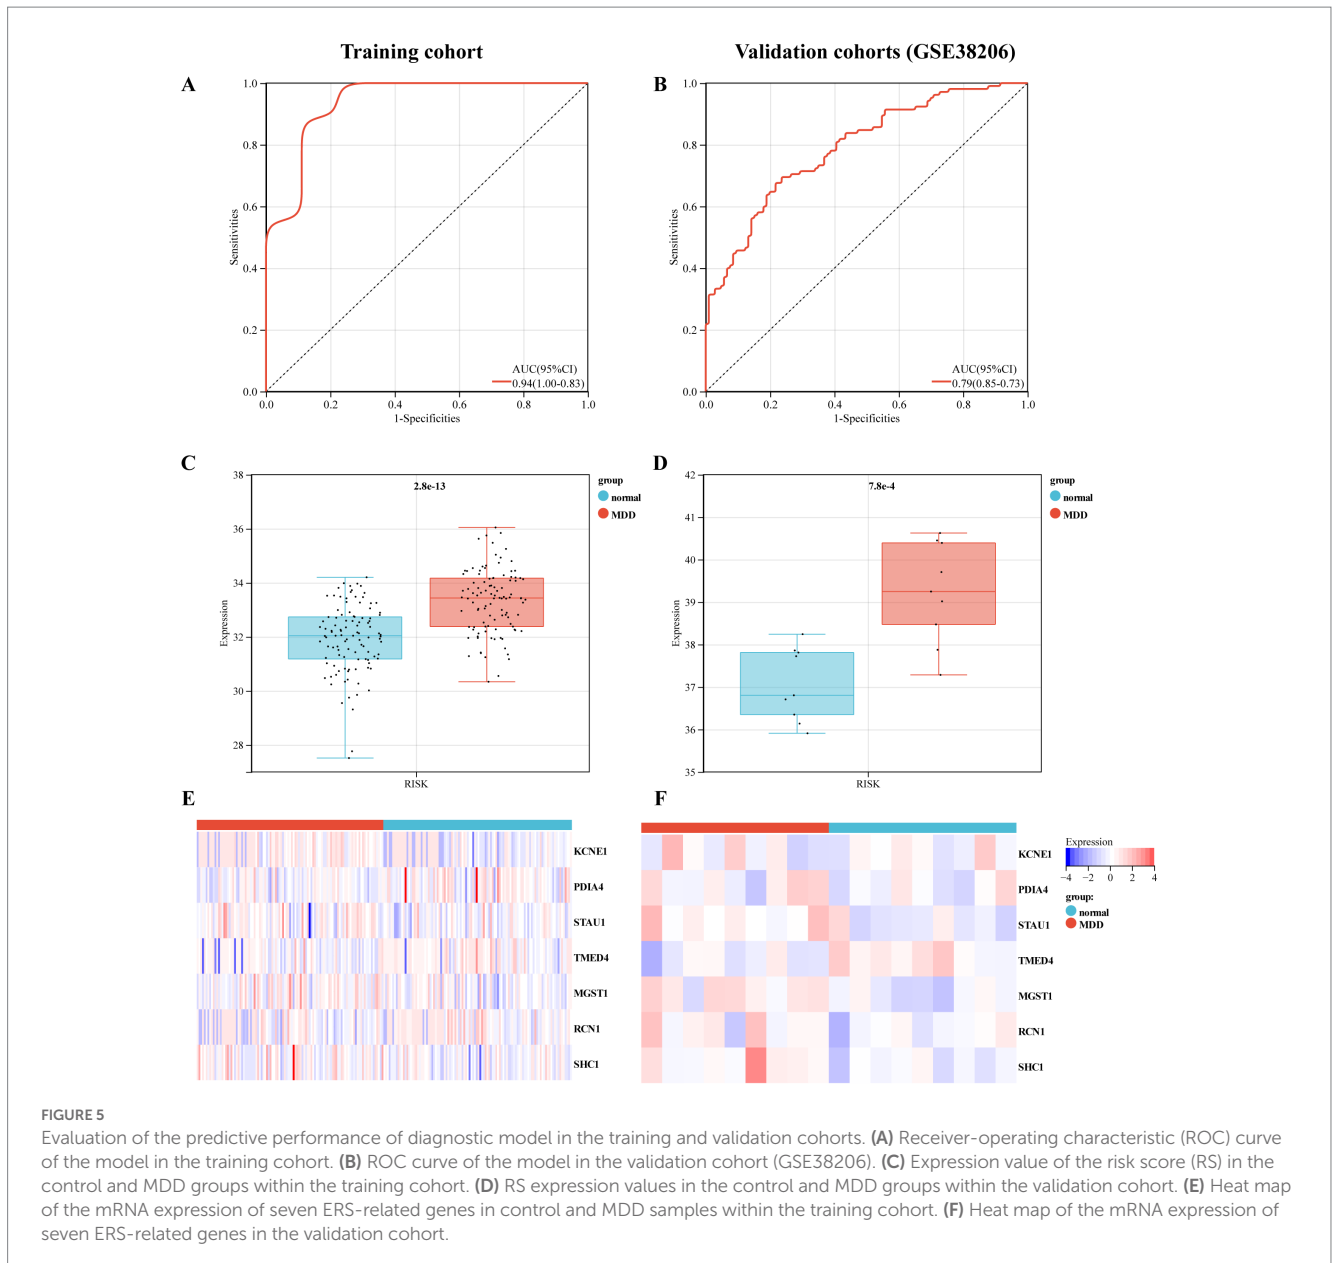 Training cohort
Validation cohorts (GSE38206)
A
1.0
0.8
0.6
0.4
0.2
0.0
Sensitivities
0.0 0.2 0.4 0.6 0.8 1.0
1-Specificities
AUC(95%CI)
0.94(1.00-0.83)
B
1.0
0.8
0.6
0.4
0.2
0.0
Sensitivities
0.0 0.2 0.4 0.6 0.8 1.0
1-Specificities
AUC(95%CI)
0.79(0.85-0.73)
C
38
36
34
32
30
28
Expression
2.8e-13
RISK
group
normal
MDD
D
42
41
40
39
38
37
36
35
Expression
7.8e-4
RISK
group
normal
MDD
E
KCNE1
PDIA4
STAU1
TMED4
MGST1
RCN1
SHC1
F
KCNE1
PDIA4
STAU1
TMED4
MGST1
RCN1
SHC1
Expression
−4 −2 0 2 4
group:
normal
MDD
FIGURE 5
Evaluation of the predictive performance of diagnostic model in the training and validation cohorts. (A) Receiver-operating characteristic (ROC) curve
of the model in the training cohort. (B) ROC curve of the model in the validation cohort (GSE38206). (C) Expression value of the risk score (RS) in the
control and MDD groups within the training cohort. (D) RS expression values in the control and MDD groups within the validation cohort. (E) Heat map
of the mRNA expression of seven ERS-related genes in control and MDD samples within the training cohort. (F) Heat map of the mRNA expression of
seven ERS-related genes in the validation cohort.